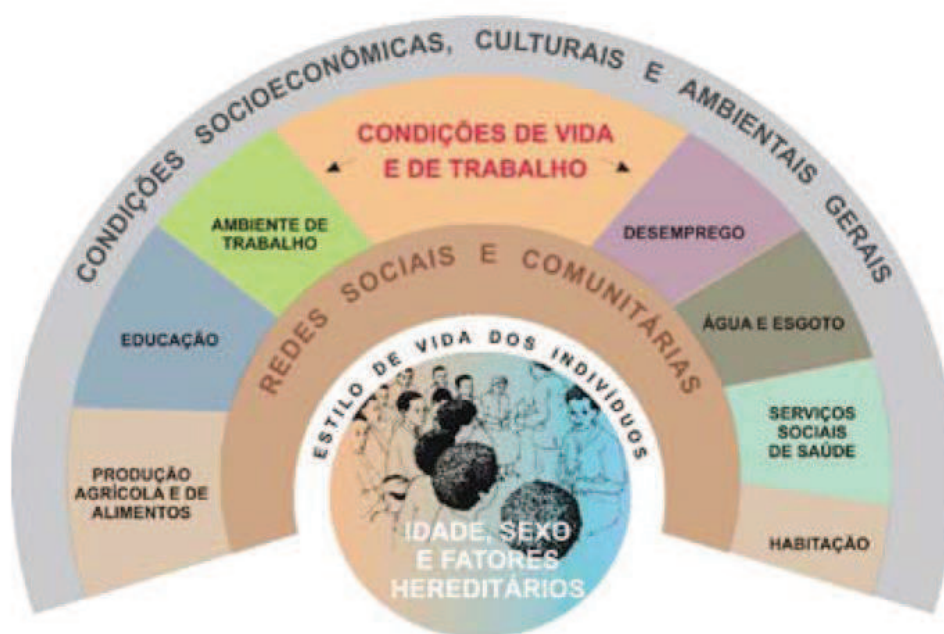 CONDIÇÕES SOCIOECONÔMICAS, CULTURAIS E AMBIENTAIS GERAIS
CONDIÇÕES DE VIDA
E DE TRABALHO
AMBIENTE DE
TRABALHO
DESEMPREGO
EDUCAÇÃO
ÁGUA E ESGOTO
PRODUÇÃO
AGRÍCOLA E DE
ALIMENTOS
SERVIÇOS
SOCIAIS
DE SAÚDE
HABITAÇÃO
REDES SOCIAIS E COMUNITÁRIAS
ESTILO DE VIDA DOS INDIVÍDUOS
IDADE, SEXO
E FATORES
HEREDITÁRIOS